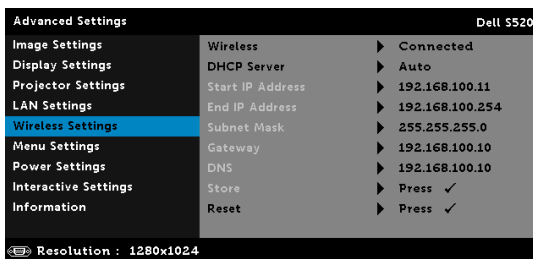 Advanced Settings Dell S520
Image Settings Wireless Connected
Display Settings DHCP Server Auto
Projector Settings Start IP Address 192.168.100.11
LAN Settings End IP Address 192.168.100.254
Wireless Settings Subnet Mask 255.255.255.0
Menu Settings Gateway 192.168.100.10
Power Settings DNS 192.168.100.10
Interactive Settings Store Press ✓
Information Reset Press ✓
Resolution : 1280x1024